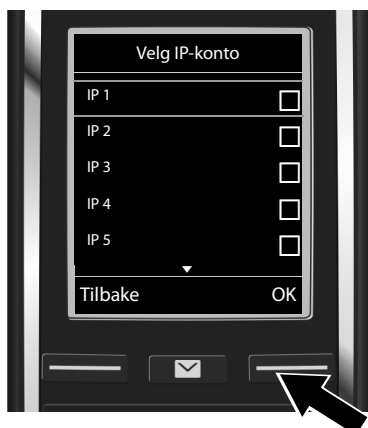 Velg IP-konto
IP 1
IP 2
IP 3
IP 4
IP 5
Tilbake OK